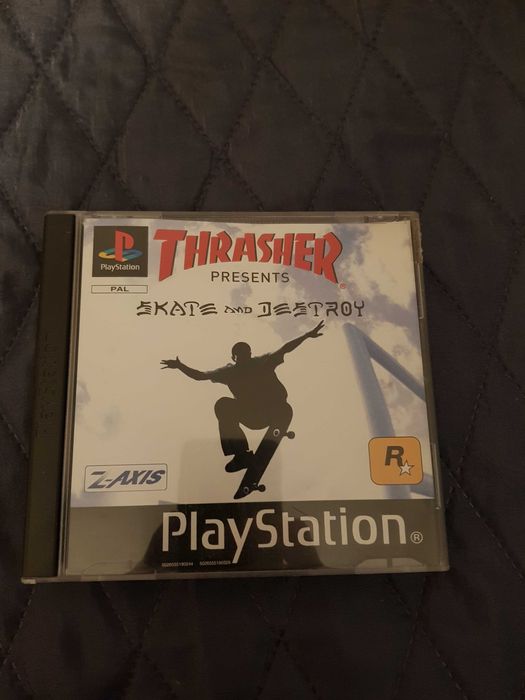 PlayStation
THRASHER®
PRESENTS
PAL
SKATE AND DESTROY
Z-AXIS
R
PlayStation®